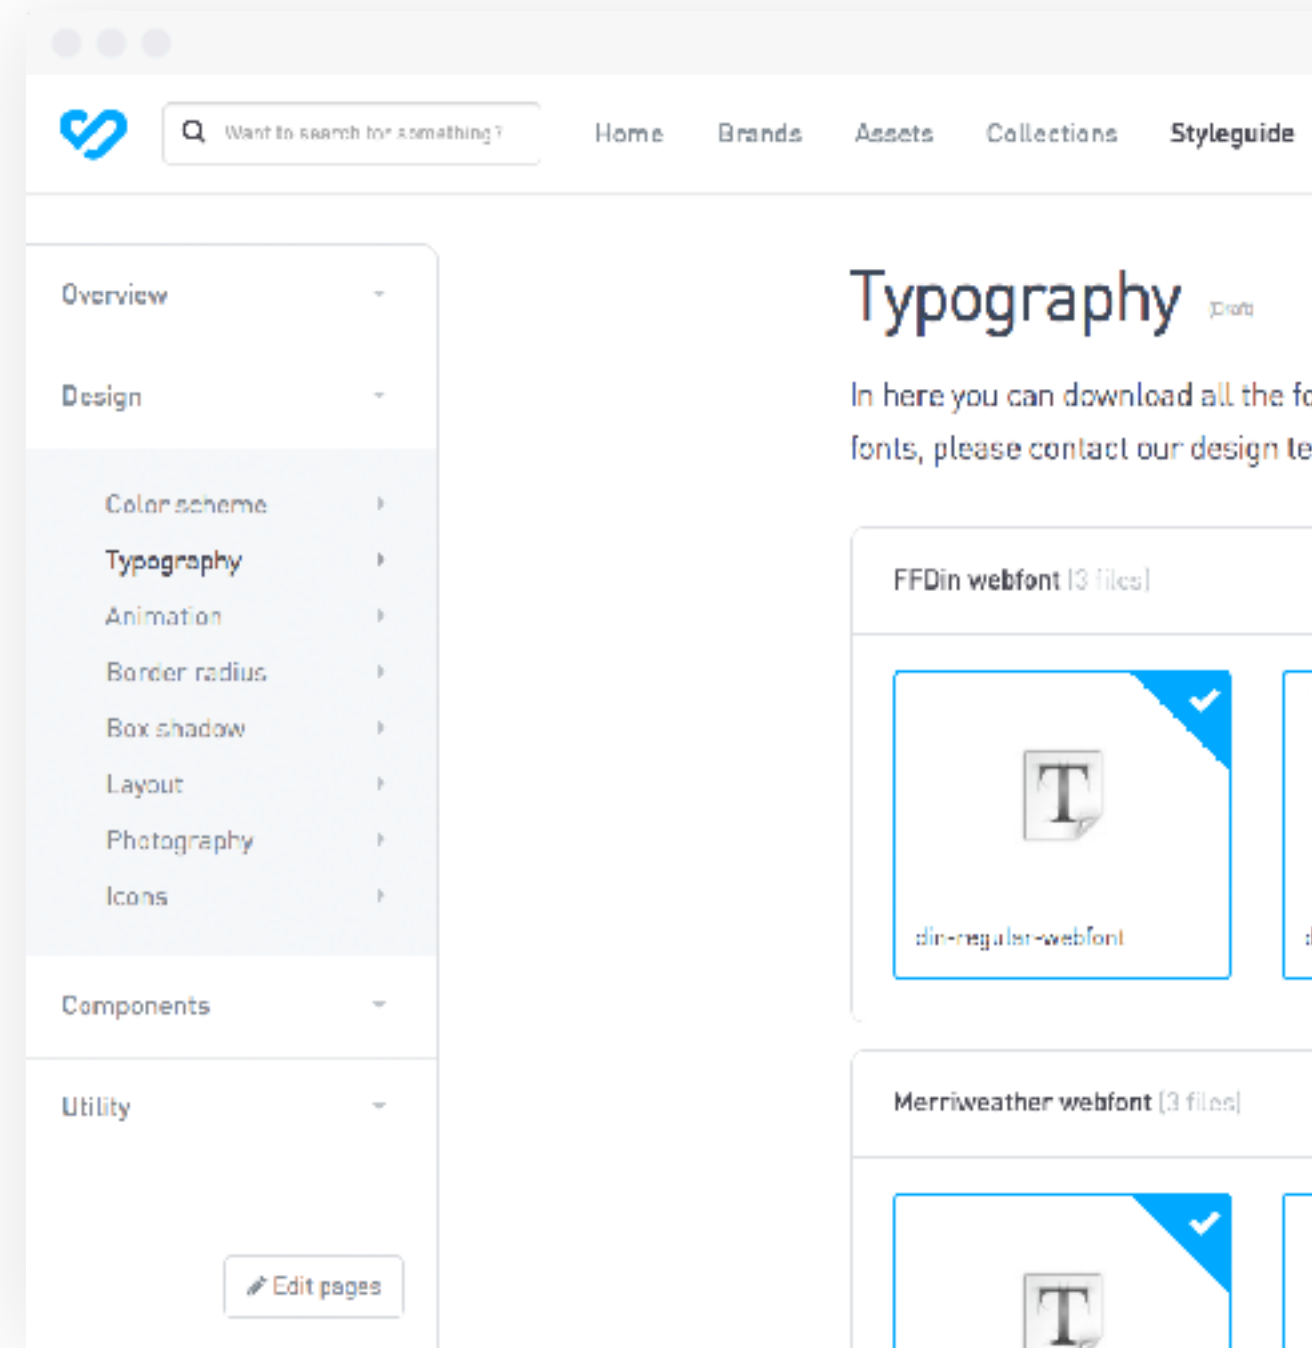 Want to search for something?
Home Brands Assets Collections Styleguide
Overview
Design
Color scheme
Typography
Animation
Border radius
Box shadow
Layout
Photography
Icons
Components
Utility
Edit pages
Typography (Draft)
In here you can download all the fo
fonts, please contact our design te
FFDin webfont (3 files)
T
din-regular-webfont
d
Merriweather webfont (3 files)
T